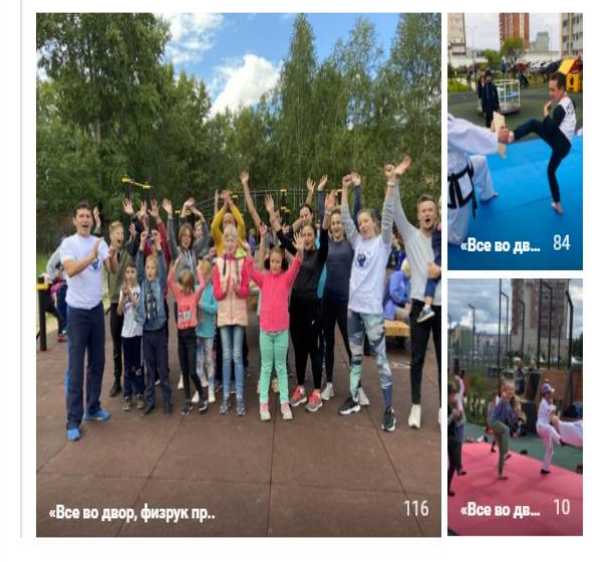 «Все во двор, физрук пр..
116
«Все во дв...
84
«Все во дв...
10